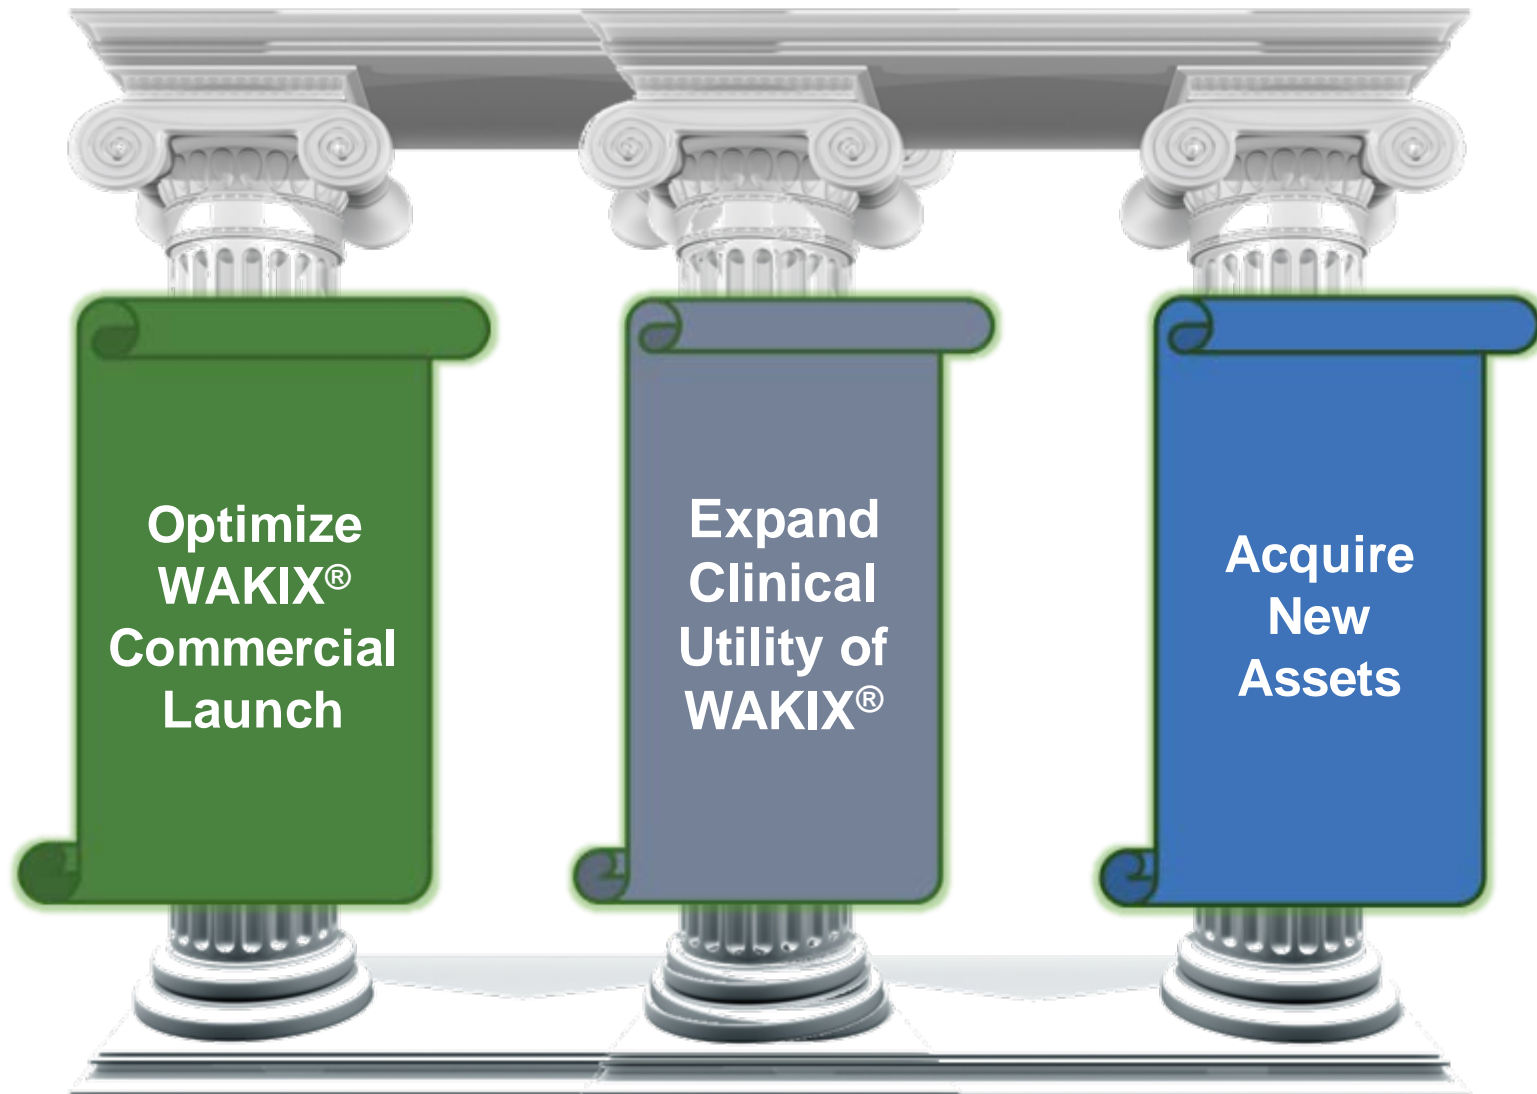 Optimize
WAKIX®
Commercial
Launch
Expand
Clinical
Utility of
WAKIX®
Acquire
New
Assets